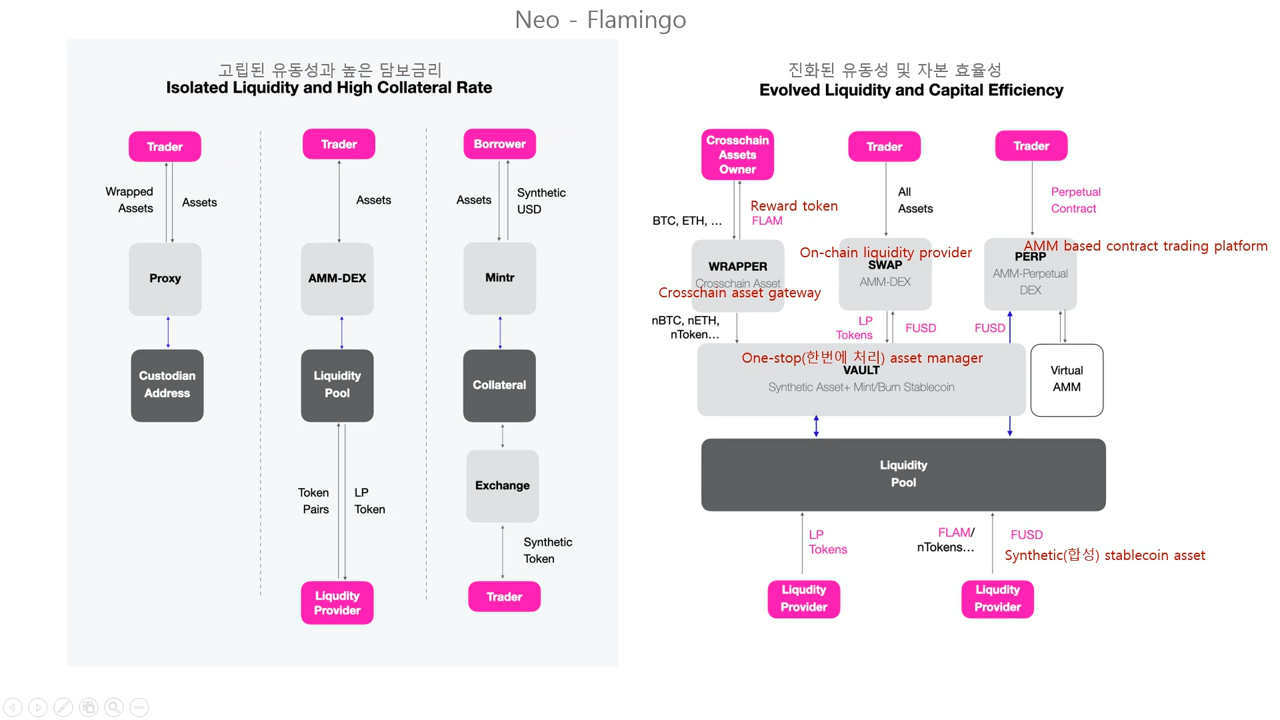 Neo - Flamingo
고립된 유동성과 높은 담보금리
Isolated Liquidity and High Collateral Rate
Trader
Wrapped
Assets
Assets
Proxy
Custodian
Address
Trader
Assets
AMM-DEX
Liquidity
Pool
Token
Pairs
LP
Token
Liqudity
Provider
Borrower
Assets
Synthetic
USD
Mintr
Collateral
Exchange
Synthetic
Token
Trader
진화된 유동성 및 자본 효율성
Evolved Liquidity and Capital Efficiency
Crosschain
Assets
Owner
BTC, ETH, ...
Reward token
FLAM
WRAPPER
Crosschain Asset
Crosschain asset gateway
nBTC, nETH,
nToken...
Trader
All
Assets
On-chain liquidity provider
SWAP
AMM-DEX
LP
Tokens
FUSD
Trader
Perpetual
Contract
AMM based contract trading platform
PERP
AMM-Perpetual
DEX
FUSD
One-stop(한번에 처리) asset manager
VAULT
Synthetic Asset+ Mint/Burn Stablecoin
Virtual
AMM
Liquidity
Pool
LP
Tokens
FLAM/
nTokens...
FUSD
Synthetic(합성) stablecoin asset
Liqudity
Provider
Liqudity
Provider